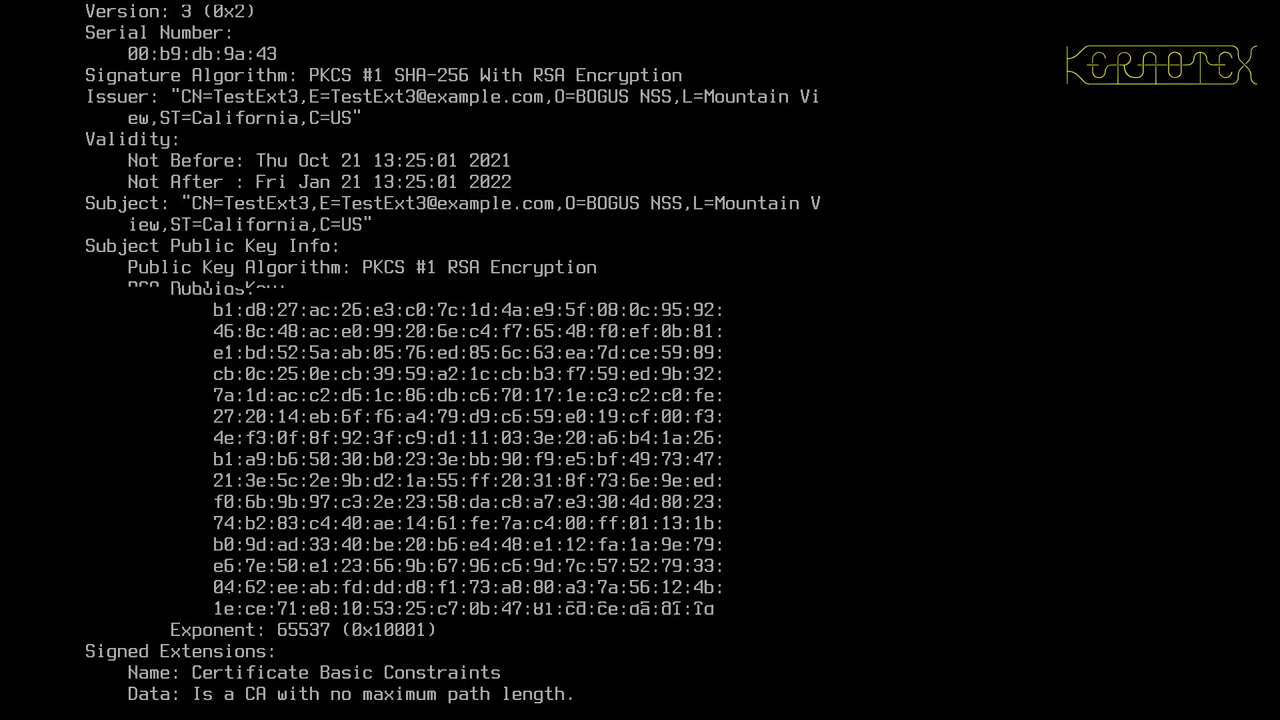 Version: 3 (0x2)
Serial Number:
00:b9:db:9a:43
Signature Algorithm: PKCS #1 SHA-256 With RSA Encryption
Issuer: "CN=TestExt3,E=TestExt3@example.com,O=BOGUS NSS,L=Mountain Vi
ew,ST=California,C=US"
Validity:
Not Before: Thu Oct 21 13:25:01 2021
Not After : Fri Jan 21 13:25:01 2022
Subject: "CN=TestExt3,E=TestExt3@example.com,O=BOGUS NSS,L=Mountain V
iew,ST=California,C=US"
Subject Public Key Info:
Public Key Algorithm: PKCS #1 RSA Encryption
b1:d8:27:ac:26:e3:c0:7c:1d:4a:e9:5f:08:0c:95:92:
46:8c:48:ac:e0:99:20:6e:c4:f7:65:48:f0:ef:0b:81:
e1:bd:52:5a:ab:05:76:ed:85:6c:63:ea:7d:ce:59:89:
cb:0c:25:0e:cb:39:59:a2:1c:cb:b3:f7:59:ed:9b:32:
7a:1d:ac:c2:d6:1c:86:db:c6:70:17:1e:c3:c2:c0:fe:
27:20:14:eb:6f:f6:a4:79:d9:c6:59:e0:19:cf:00:f3:
4e:f3:0f:8f:92:3f:c9:d1:11:03:3e:20:a6:b4:1a:26:
b1:a9:b6:50:30:b0:23:3e:bb:90:f9:e5:bf:49:73:47:
21:3e:5c:2e:9b:d2:1a:55:ff:20:31:8f:73:6e:9e:ed:
f0:6b:9b:97:c3:2e:23:58:da:c8:a7:e3:30:4d:80:23:
74:b2:83:c4:40:ae:14:61:fe:7a:c4:00:ff:01:13:1b:
b0:9d:ad:33:40:be:20:b6:e4:48:e1:12:fa:1a:9e:79:
e6:7e:50:e1:23:66:9b:67:96:c6:9d:7c:57:52:79:33:
04:62:ee:ab:fd:dd:d8:f1:73:a8:80:a3:7a:56:12:4b:
1e:ce:71:e8:10:53:25:c7:0b:47:
Exponent: 65537 (0x10001)
Signed Extensions:
Name: Certificate Basic Constraints
Data: Is a CA with no maximum path length.